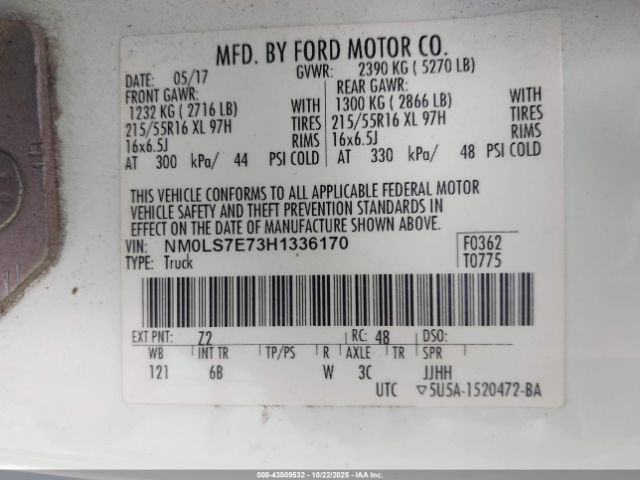 MFD. BY FORD MOTOR CO.
DATE: 05/17 GVWR: 2390 KG ( 5270 LB)
FRONT GAWR: REAR GAWR:
1232 KG ( 2716 LB) WITH 1300 KG ( 2866 LB) WITH
215/55R16 XL 97H TIRES 215/55R16 XL 97H TIRES
16x6.5J RIMS 16x6.5J RIMS
AT 300 kPa/ 44 PSI COLD AT 330 kPa/ 48 PSI COLD
THIS VEHICLE CONFORMS TO ALL APPLICABLE FEDERAL MOTOR
VEHICLE SAFETY AND THEFT PREVENTION STANDARDS IN
EFFECT ON THE DATE OF MANUFACTURE SHOWN ABOVE.
VIN: NM0LS7E73H1336170 F0362
TYPE: Truck T0775
EXT PNT: 72 RC: 48 DSO:
WB INT TR TP/PS R AXLE TR SPR
121 6B W 3C JJHH
UTC ▽5U5A-1520472-BA
000-43509532 | 10/22/2025 | IAAI.com